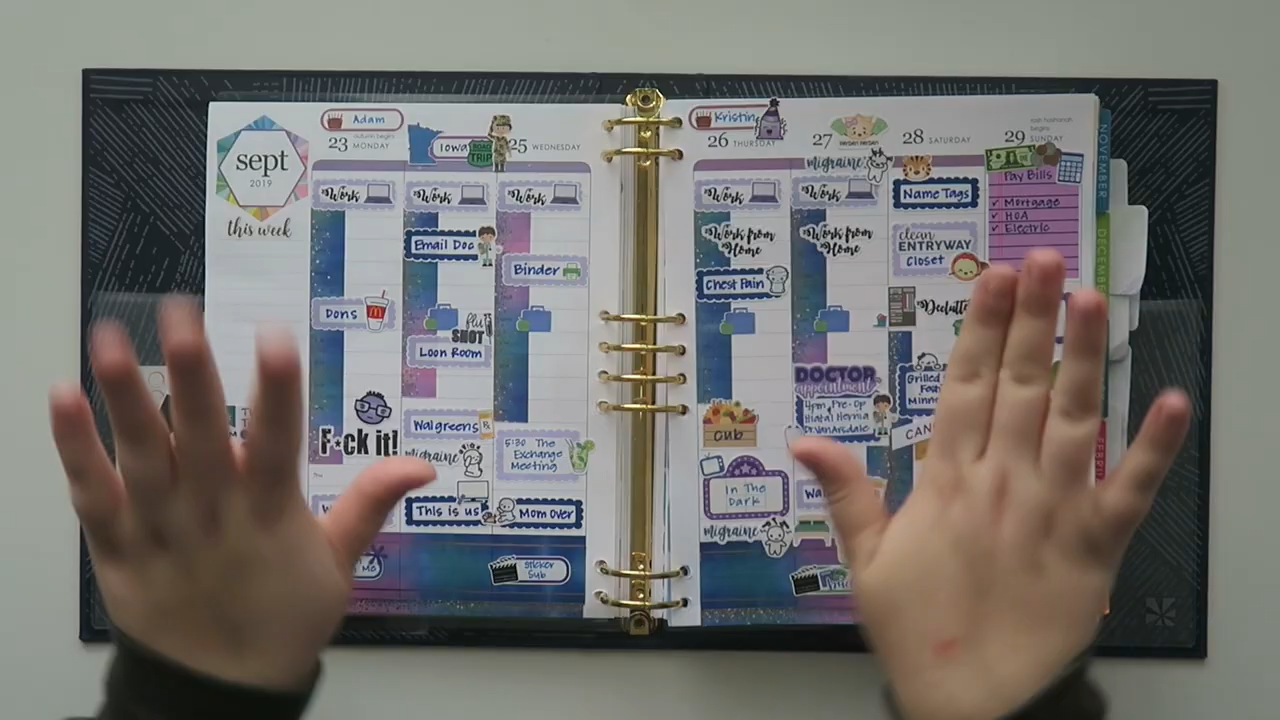 sept
2019
this week
Adam
autumn begins
23 MONDAY
Work
Dons
F*ck it!
Iowa
ROAD
TRIP
Work
Email Doc
flu
SHOT
Loon Room
Walgreens
migraine
This is us
25 WEDNESDAY
Work
Binder
5:30 The
Exchange
Meeting
Mom over
Sticker
Sub
Kristin
26 THURSDAY
Work
Work from
Home
Chest Pain
cub
In The
Dark
migraine
27
migraine
Work
Work from
Home
DOCTOR
appointment
4pm Pre-Op
Hiatal Hernia
28 SATURDAY
Name Tags
clean
ENTRYWAY
Closet
29 SUNDAY
Pay Bills
✓ Mortgage
✓ HOA
✓ Electric
NOVEMBER
DECEMBER